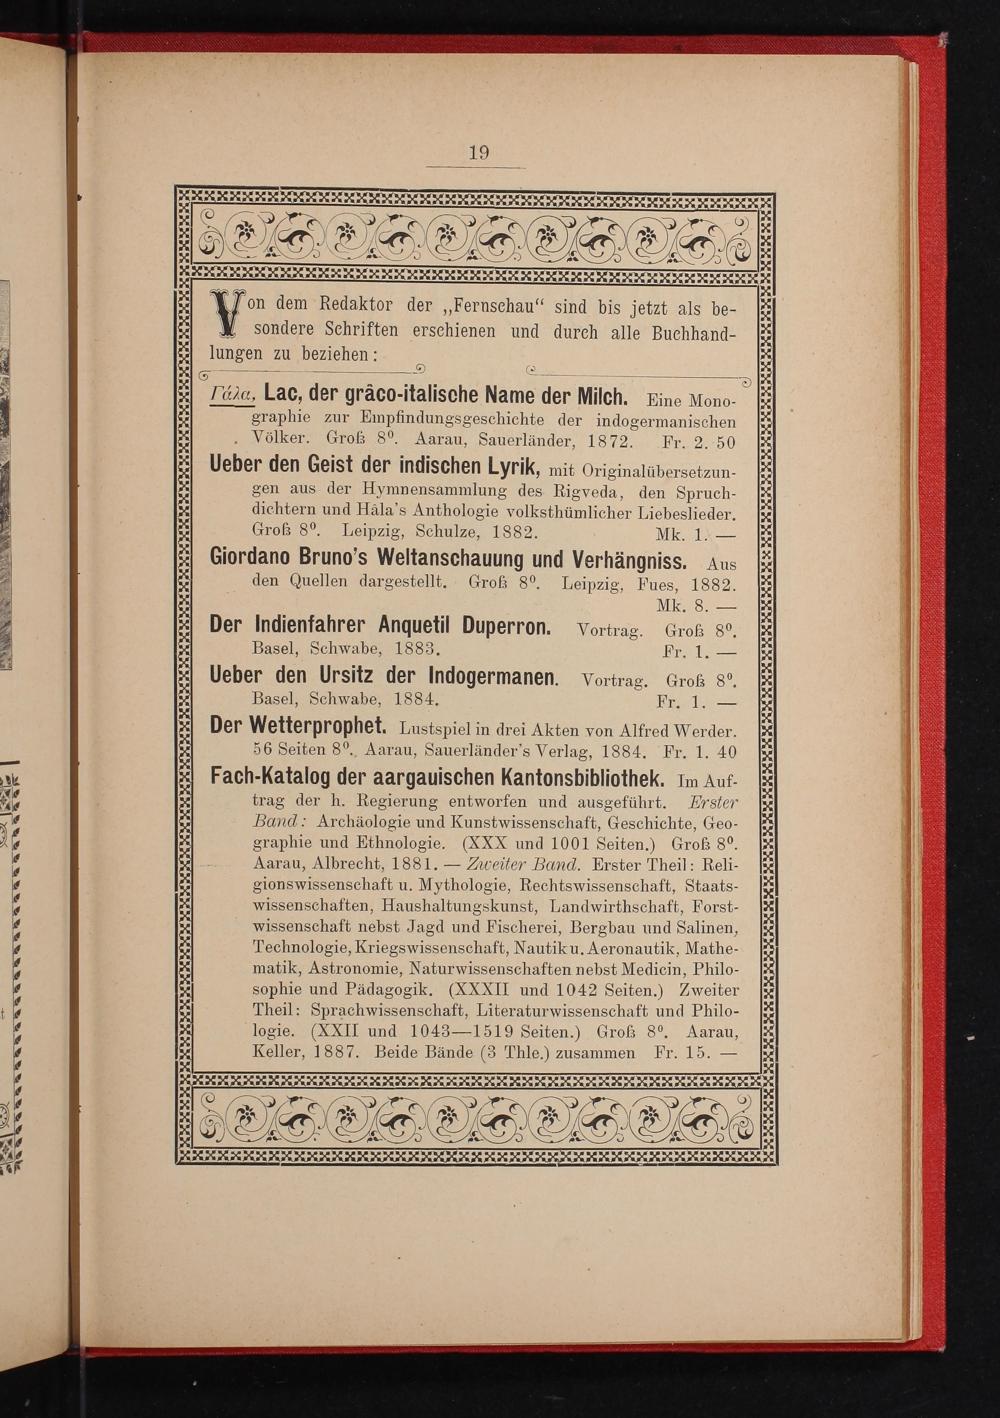 19
Von dem Redaktor der „Fernschau“ sind bis jetzt als be-
sondere Schriften erschienen und durch alle Buchhand-
lungen zu beziehen:
Γάλα, Lac, der gräco-italische Name der Milch. Eine Mono-
graphie zur Empfindungsgeschichte der indogermanischen
Völker. Groß 8⁰. Aarau, Sauerländer, 1872. Fr. 2. 50
Ueber den Geist der indischen Lyrik, mit Originalübersetzun-
gen aus der Hymnensammlung des Rigveda, den Spruch-
dichtern und Hâla's Anthologie volksthümlicher Liebeslieder.
Groß 8⁰. Leipzig, Schulze, 1882. Mk. 1. —
Giordano Bruno's Weltanschauung und Verhängniss. Aus
den Quellen dargestellt. Groß 8⁰. Leipzig, Fues, 1882.
Mk. 8. —
Der Indienfahrer Anquetil Duperron. Vortrag. Groß 8⁰.
Basel, Schwabe, 1883. Fr. 1. —
Ueber den Ursitz der Indogermanen. Vortrag. Groß 8⁰.
Basel, Schwabe, 1884. Fr. 1. —
Der Wetterprophet. Lustspiel in drei Akten von Alfred Werder.
56 Seiten 8⁰. Aarau, Sauerländer's Verlag, 1884. Fr. 1. 40
Fach-Katalog der aargauischen Kantonsbibliothek. Im Auf-
trag der h. Regierung entworfen und ausgeführt. Erster
Band: Archäologie und Kunstwissenschaft, Geschichte, Geo-
graphie und Ethnologie. (XXX und 1001 Seiten.) Groß 8⁰.
Aarau, Albrecht, 1881. — Zweiter Band. Erster Theil: Reli-
gionswissenschaft u. Mythologie, Rechtswissenschaft, Staats-
wissenschaften, Haushaltungskunst, Landwirthschaft, Forst-
wissenschaft nebst Jagd und Fischerei, Bergbau und Salinen,
Technologie, Kriegswissenschaft, Nautik u. Aeronautik, Mathe-
matik, Astronomie, Naturwissenschaften nebst Medicin, Philo-
sophie und Pädagogik. (XXXII und 1042 Seiten.) Zweiter
Theil: Sprachwissenschaft, Literaturwissenschaft und Philo-
logie. (XXII und 1043—1519 Seiten.) Groß 8⁰. Aarau,
Keller, 1887. Beide Bände (3 Thle.) zusammen Fr. 15. —